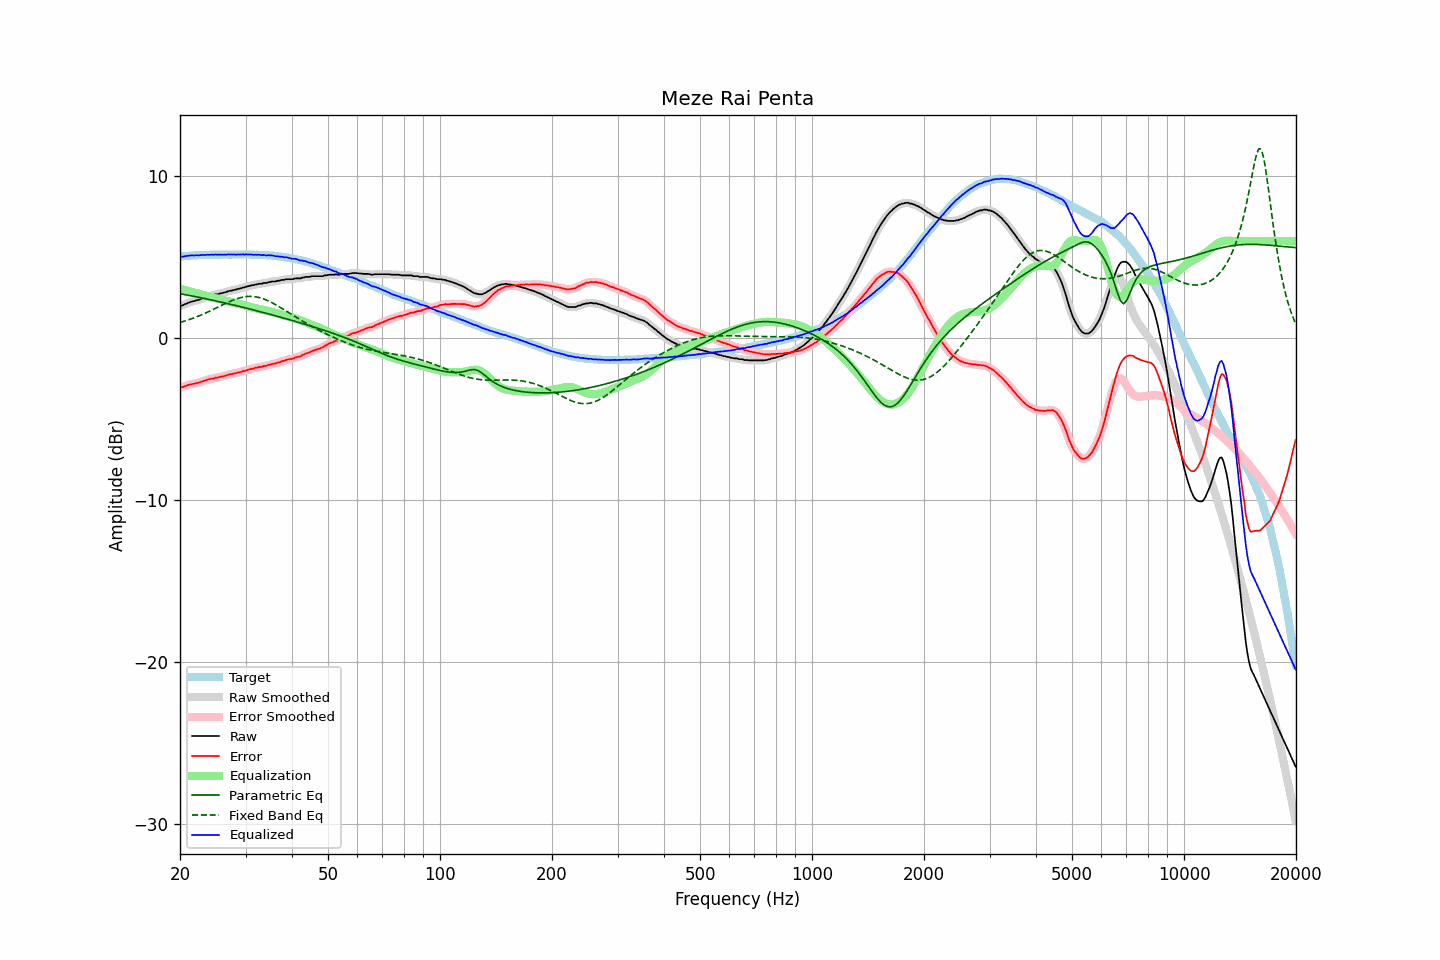 Meze Rai Penta
10
0
−10
−20
−30
Amplitude (dBr)
Target
Raw Smoothed
Error Smoothed
Raw
Error
Equalization
Parametric Eq
Fixed Band Eq
Equalized
20 50 100 200 500 1000 2000 5000 10000 20000
Frequency (Hz)